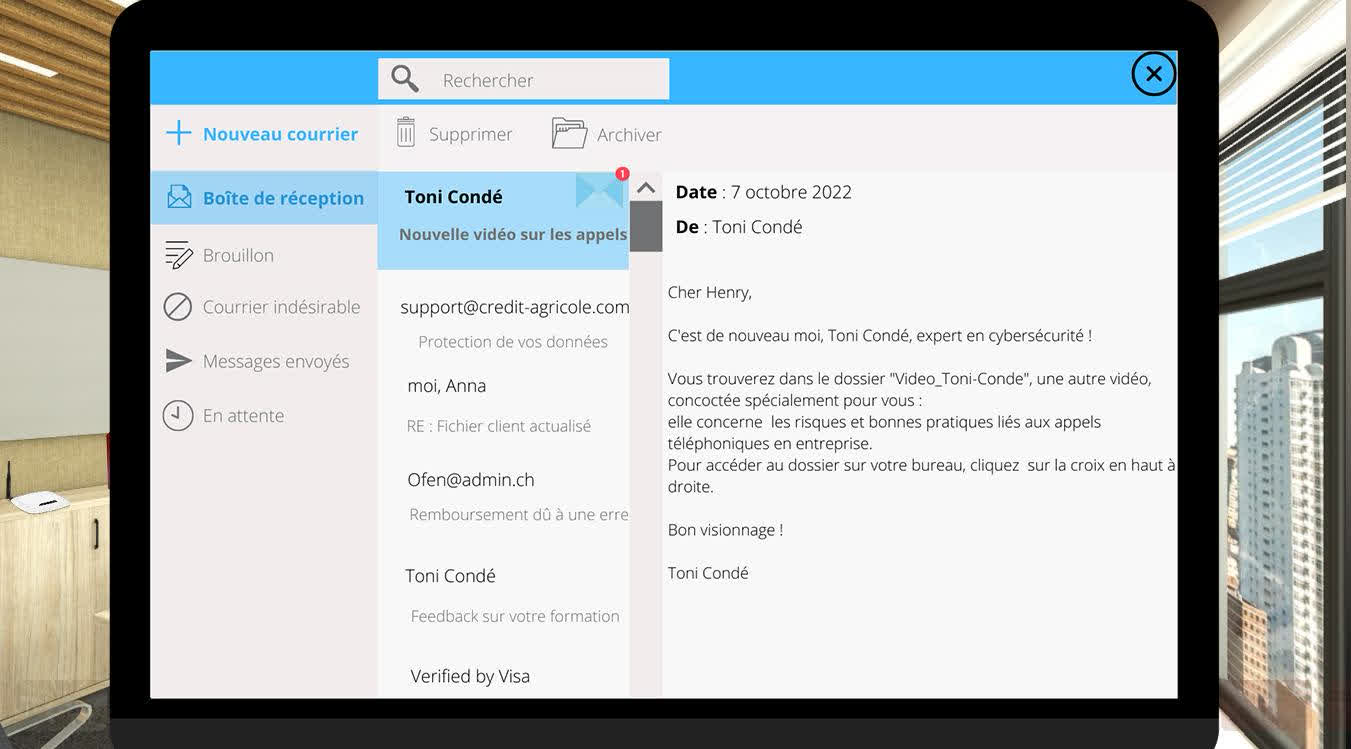 Rechercher
Nouveau courrier
Supprimer
Archiver
Boîte de réception
Brouillon
Courrier indésirable
Messages envoyés
En attente
Toni Condé
1
Nouvelle vidéo sur les appels
support@credit-agricole.com
Protection de vos données
moi, Anna
RE : Fichier client actualisé
Ofen@admin.ch
Remboursement dû à une erre
Toni Condé
Feedback sur votre formation
Verified by Visa
Date : 7 octobre 2022
De : Toni Condé
Cher Henry,
C'est de nouveau moi, Toni Condé, expert en cybersécurité !
Vous trouverez dans le dossier "Video_Toni-Conde", une autre vidéo,
concoctée spécialement pour vous :
elle concerne  les risques et bonnes pratiques liés aux appels
téléphoniques en entreprise.
Pour accéder au dossier sur votre bureau, cliquez  sur la croix en haut à
droite.
Bon visionnage !
Toni Condé